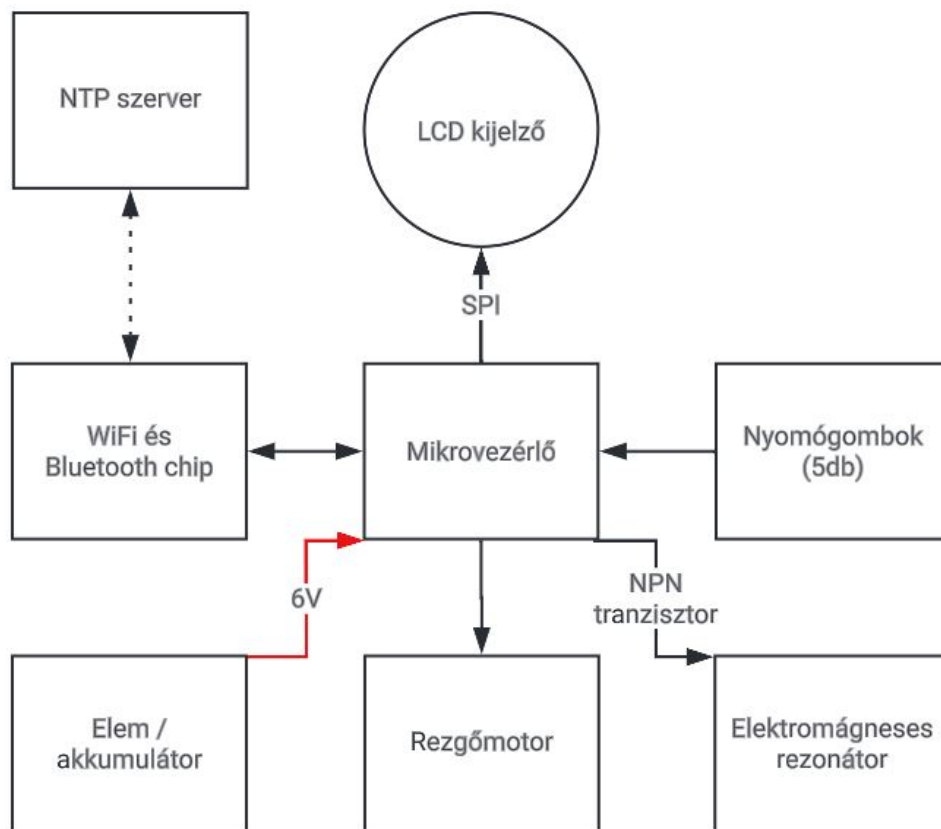 NTP szerver
LCD kijelző
SPI
WiFi és
Bluetooth chip
Mikrovezérlő
Nyomógombok
(5db)
6V
NPN
tranzisztor
Elem /
akkumulátor
Rezgőmotor
Elektromágneses
rezonátor